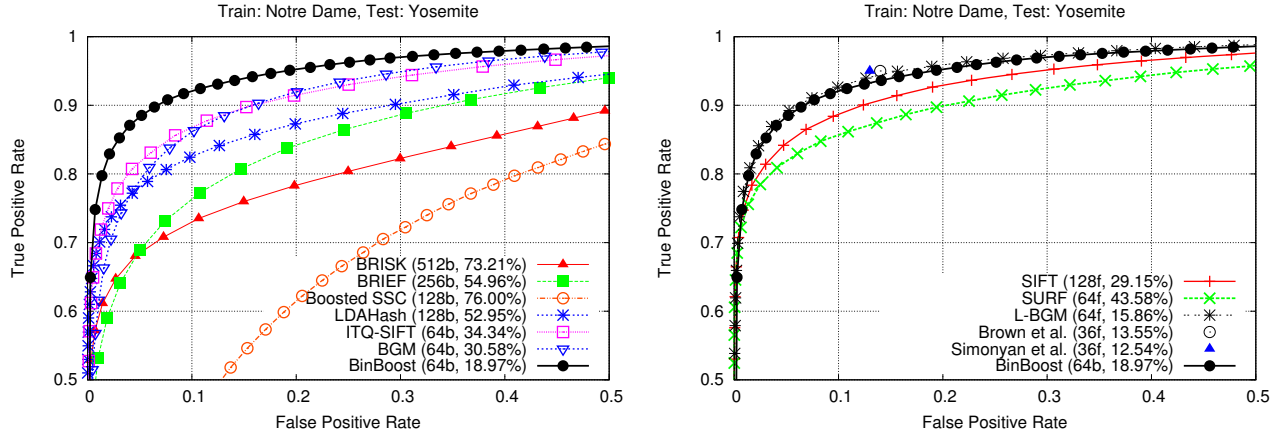 Train: Notre Dame, Test: Yosemite
True Positive Rate
1
0.9
0.8
0.7
0.6
0.5
BRISK (512b, 73.21%)
BRIEF (256b, 54.96%)
Boosted SSC (128b, 76.00%)
LDAHash (128b, 52.95%)
ITQ-SIFT (64b, 34.34%)
BGM (64b, 30.58%)
BinBoost (64b, 18.97%)
0 0.1 0.2 0.3 0.4 0.5
False Positive Rate
Train: Notre Dame, Test: Yosemite
True Positive Rate
1
0.9
0.8
0.7
0.6
0.5
SIFT (128f, 29.15%)
SURF (64f, 43.58%)
L-BGM (64f, 15.86%)
Brown et al. (36f, 13.55%)
Simonyan et al. (36f, 12.54%)
BinBoost (64b, 18.97%)
0 0.1 0.2 0.3 0.4 0.5
False Positive Rate